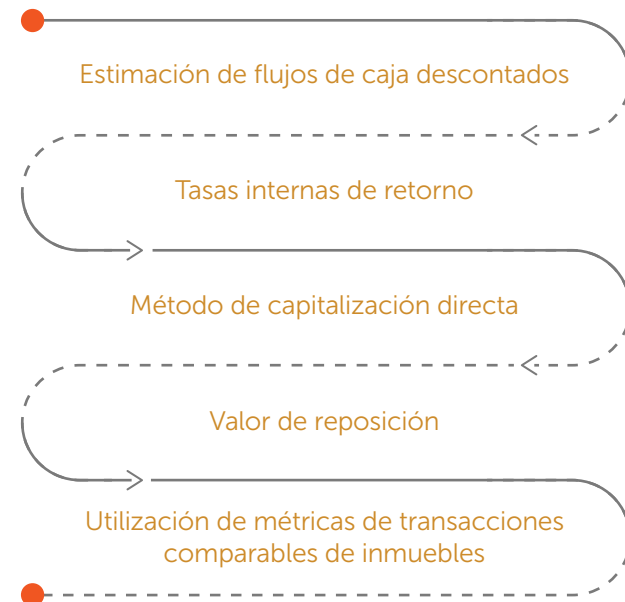 Estimación de flujos de caja descontados
Tasas internas de retorno
Método de capitalización directa
Valor de reposición
Utilización de métricas de transacciones
comparables de inmuebles